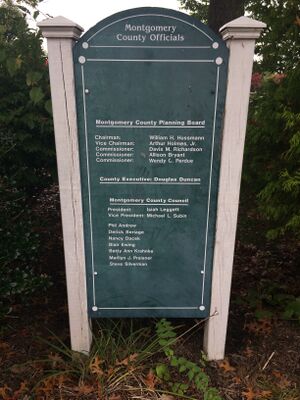 Montgomery
County Officials
Montgomery County Planning Board
Chairman: William H. Hussmann
Vice Chairman: Arthur Holmes, Jr.
Commissioner: Davis M. Richardson
Commissioner: Allison Bryant
Commissioner: Wendy C. Perdue
County Executive: Douglas Duncan
Montgomery County Council
President: Isiah Leggett
Vice President: Michael L. Subin
Phil Andrew
Derick Berlage
Nancy Dacek
Blair Ewing
Betty Ann Krahnke
Marilyn J. Praisner
Steve Silverman